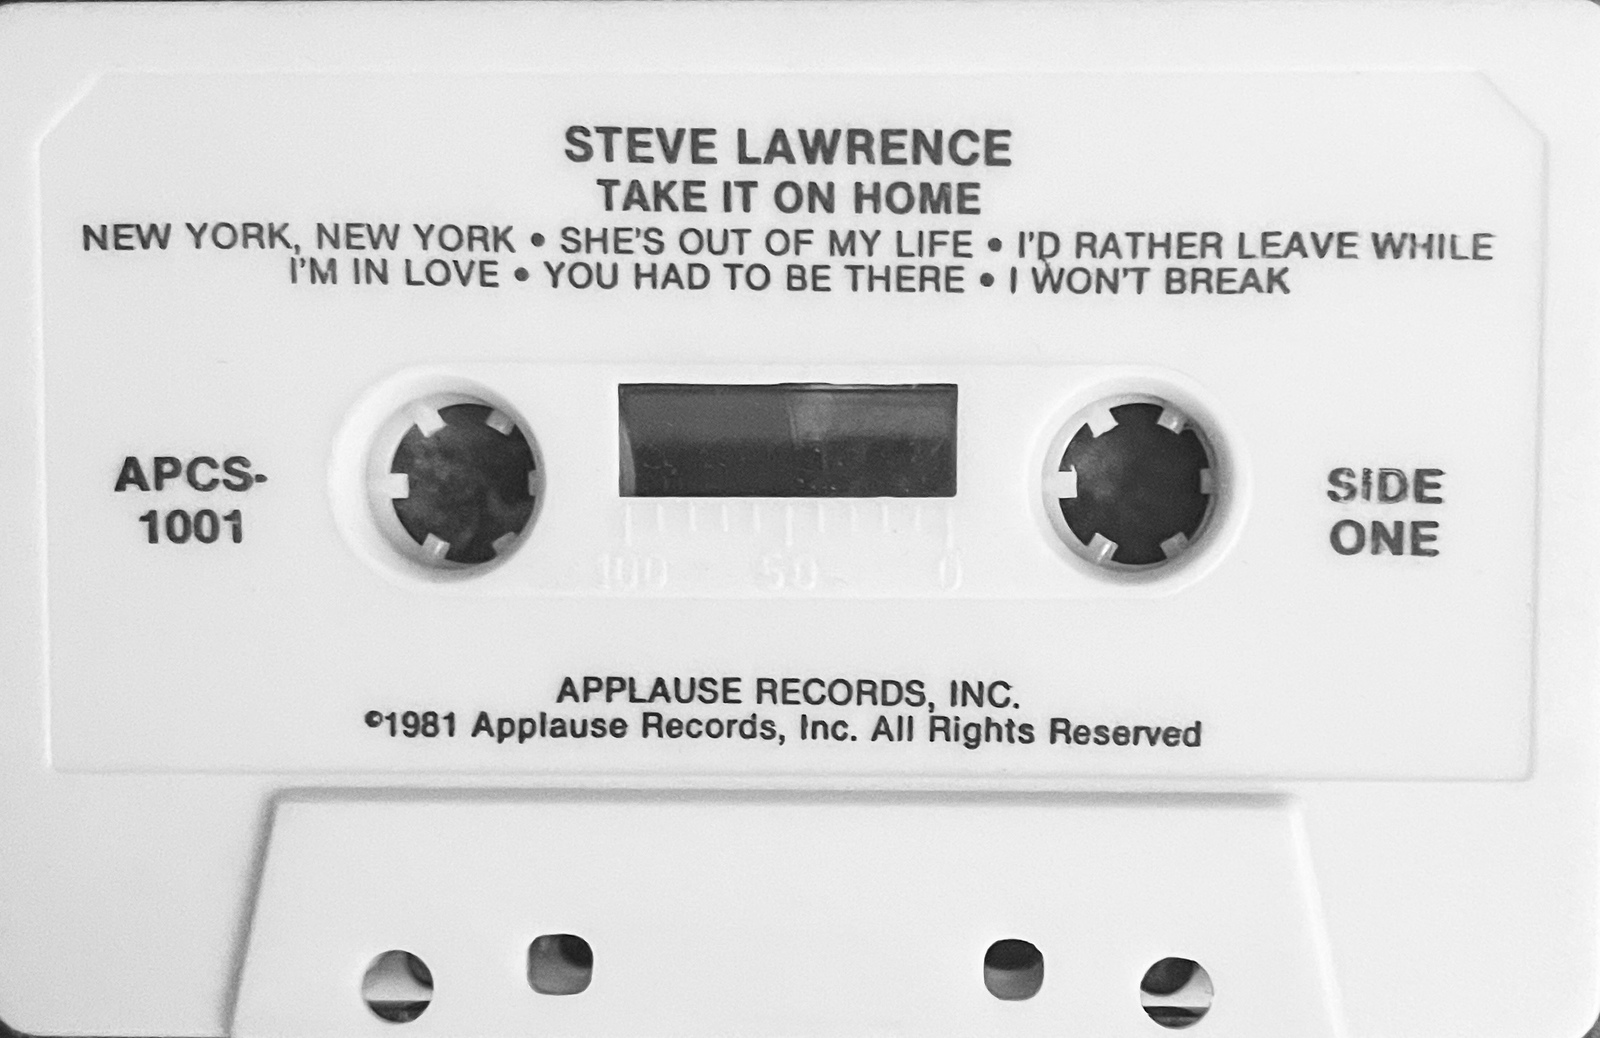 STEVE LAWRENCE
TAKE IT ON HOME
NEW YORK, NEW YORK • SHE'S OUT OF MY LIFE • I'D RATHER LEAVE WHILE
I'M IN LOVE • YOU HAD TO BE THERE • I WON'T BREAK
APCS-
1001
SIDE
ONE
100 50 0
APPLAUSE RECORDS, INC.
©1981 Applause Records, Inc. All Rights Reserved